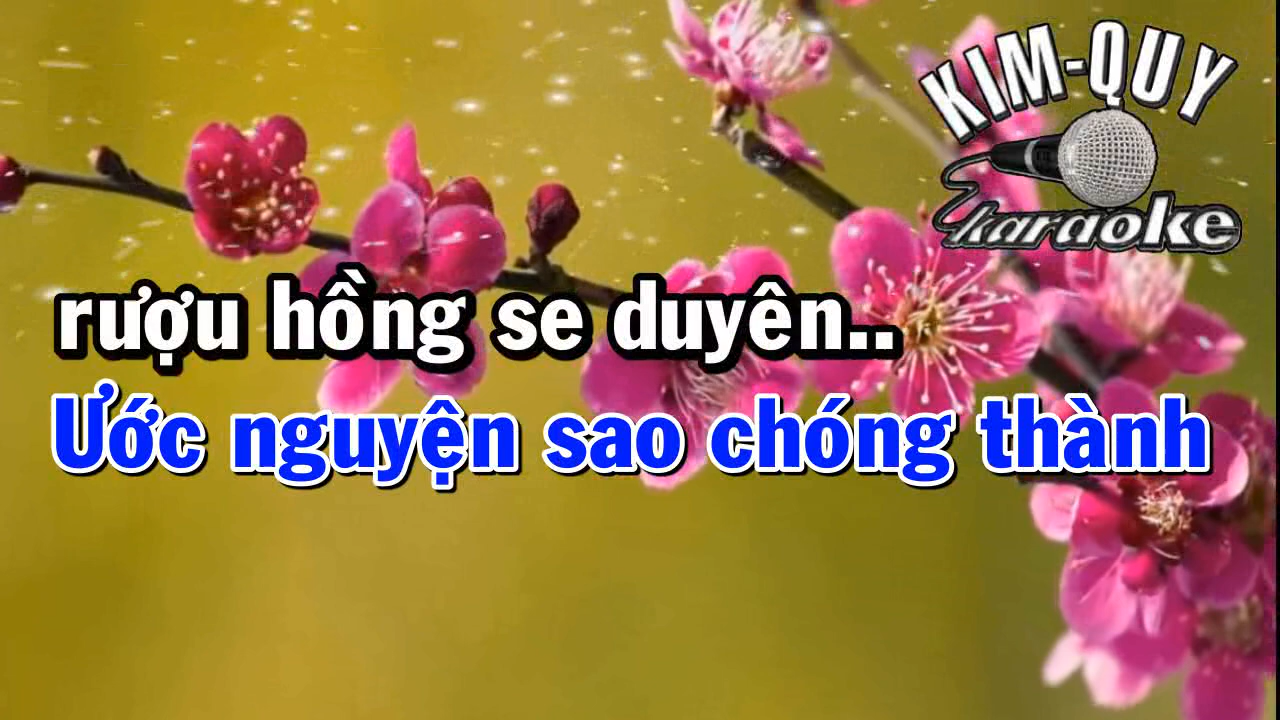 KIM-QUY
karaoke
rượu hồng se duyên..
Ước nguyện sao chóng thành